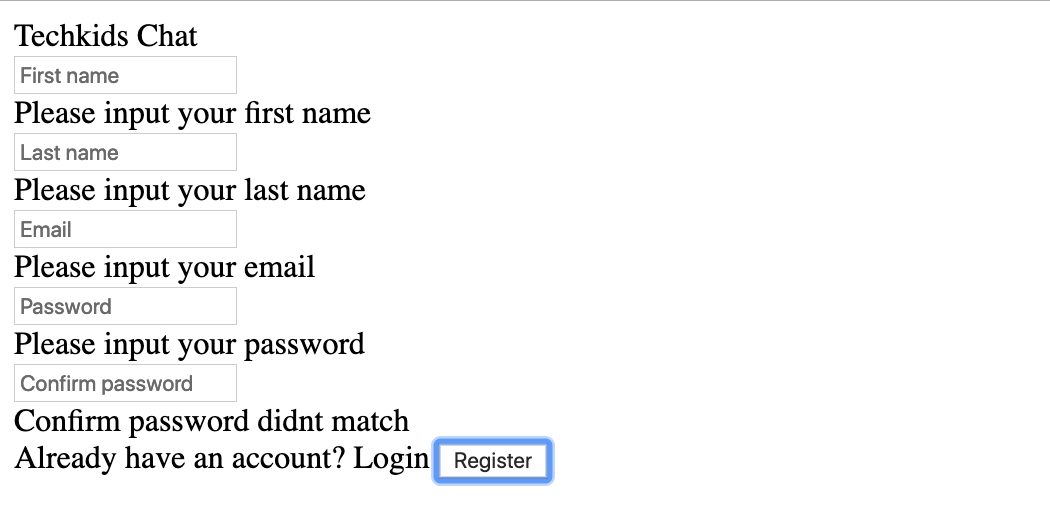 Techkids Chat
First name
Please input your first name
Last name
Please input your last name
Email
Please input your email
Password
Please input your password
Confirm password
Confirm password didnt match
Already have an account? Login Register